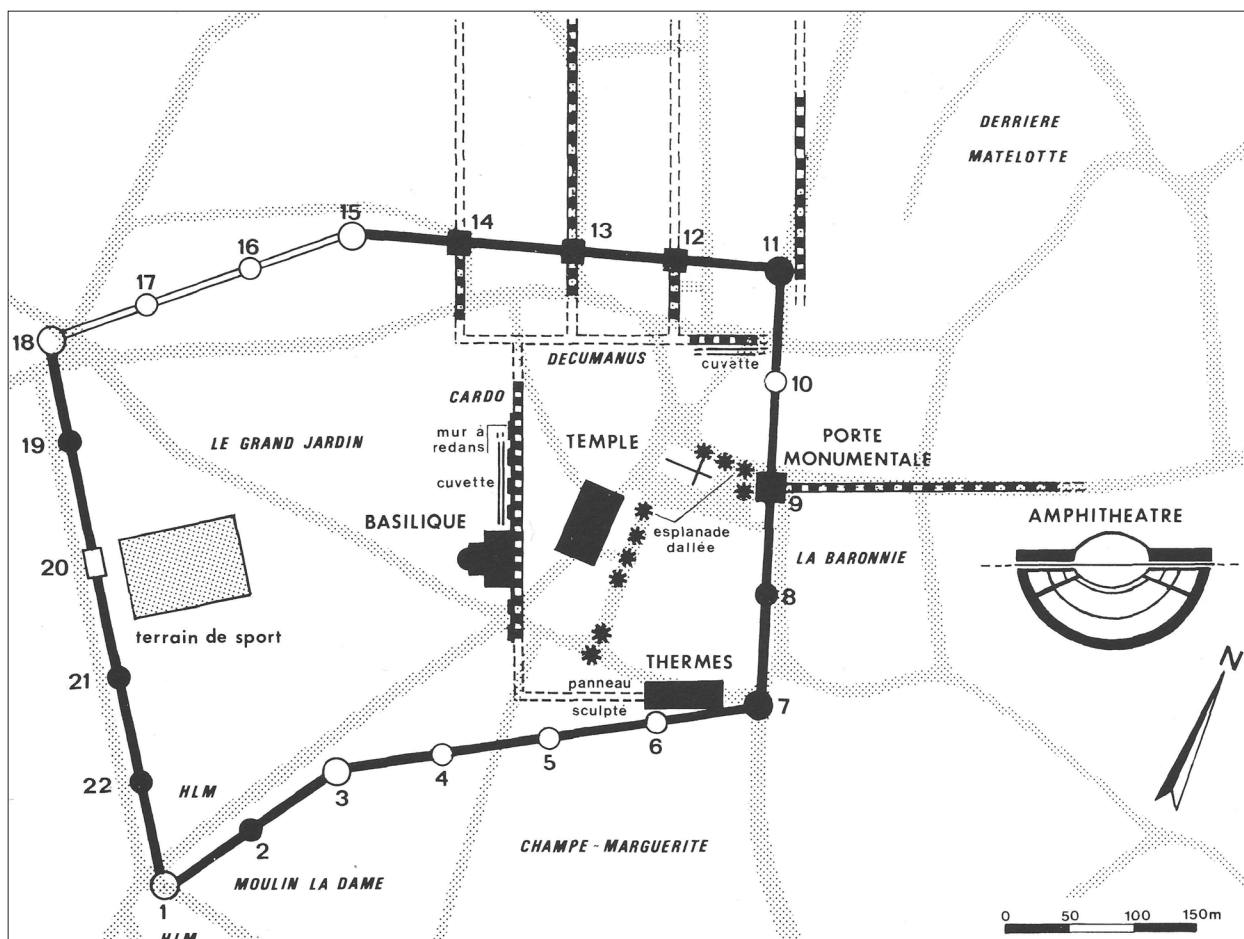 DERRIERE
MATELOTTE
15
14
13
12
11
16
17
18
DECUMANUS
cuvette
10
CARDO
19
LE GRAND JARDIN
mur à
redans
TEMPLE
PORTE
MONUMENTALE
cuvette
9
BASILIQUE
esplanade
dallée
AMPHITHEATRE
20
LA BARONNIE
8
terrain de sport
THERMES
N
21
panneau
sculpté
7
6
5
4
3
22
HLM
2
CHAMPE-MARGUERITE
MOULIN LA DAME
1
HLM
0 50 100 150m